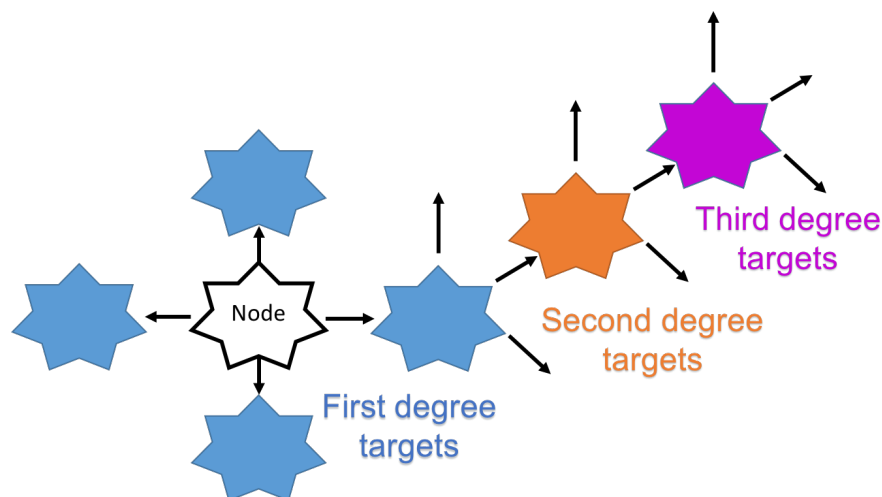 Third degree
targets
Node
Second degree
targets
First degree
targets